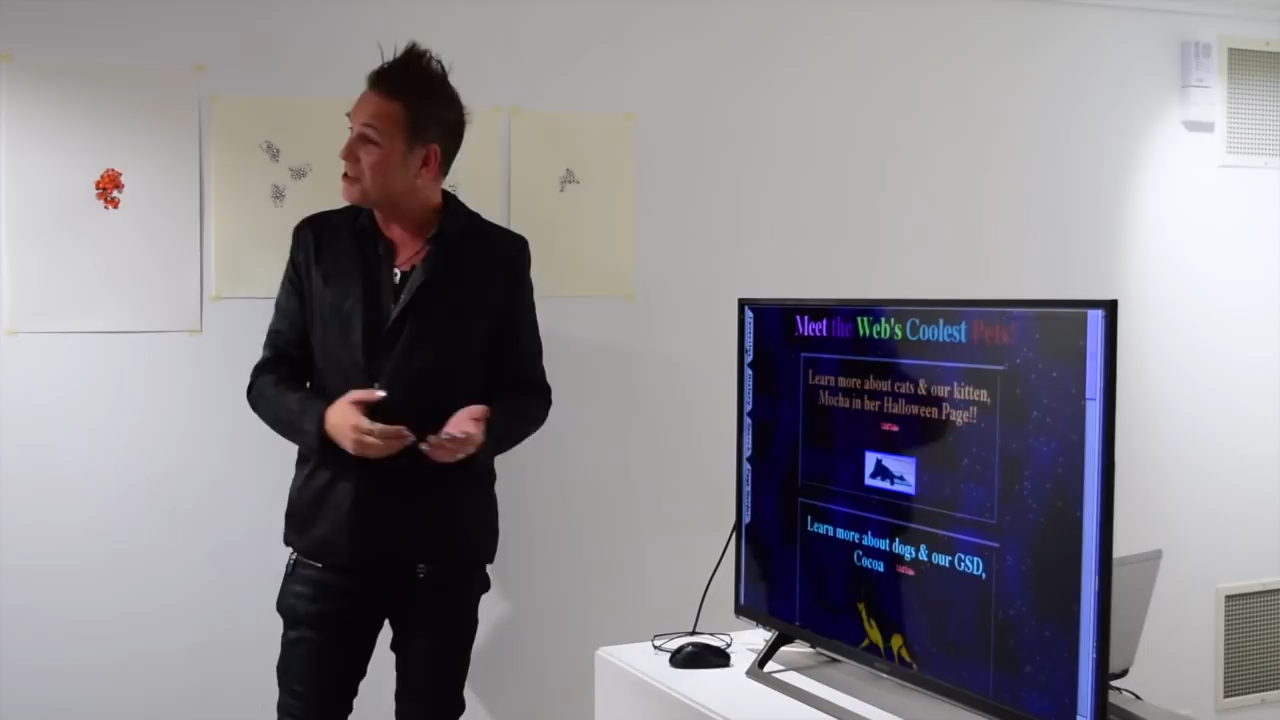 Meet the Web's Coolest Pets!
Learn more about cats & our kitten,
Mocha in her Halloween Page!!
Learn more about dogs & our GSD,
Cocoa